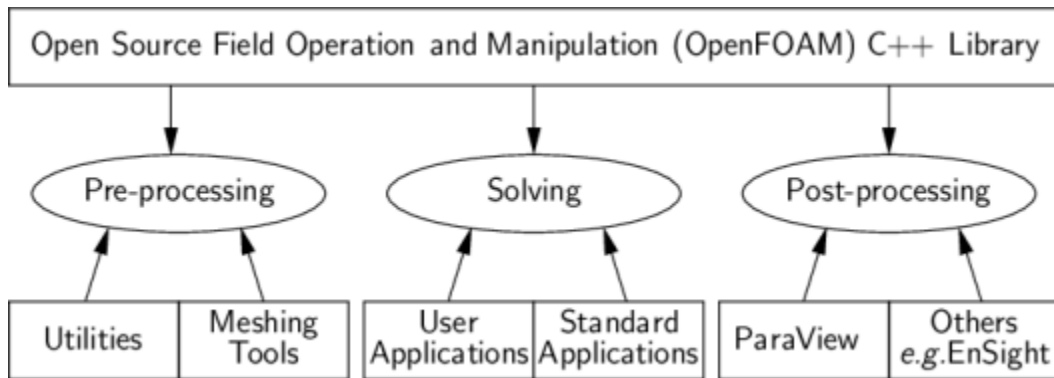 Open Source Field Operation and Manipulation (OpenFOAM) C++ Library
Pre-processing
Solving
Post-processing
Utilities
Meshing
Tools
User
Applications
Standard
Applications
ParaView
Others
e.g.EnSight